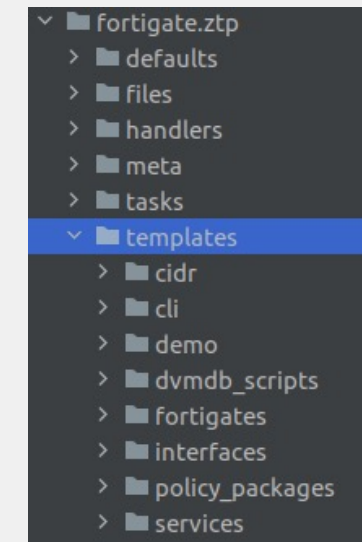 fortigate.ztp
defaults
files
handlers
meta
tasks
templates
cidr
cli
demo
dvmdb_scripts
fortigates
interfaces
policy_packages
services